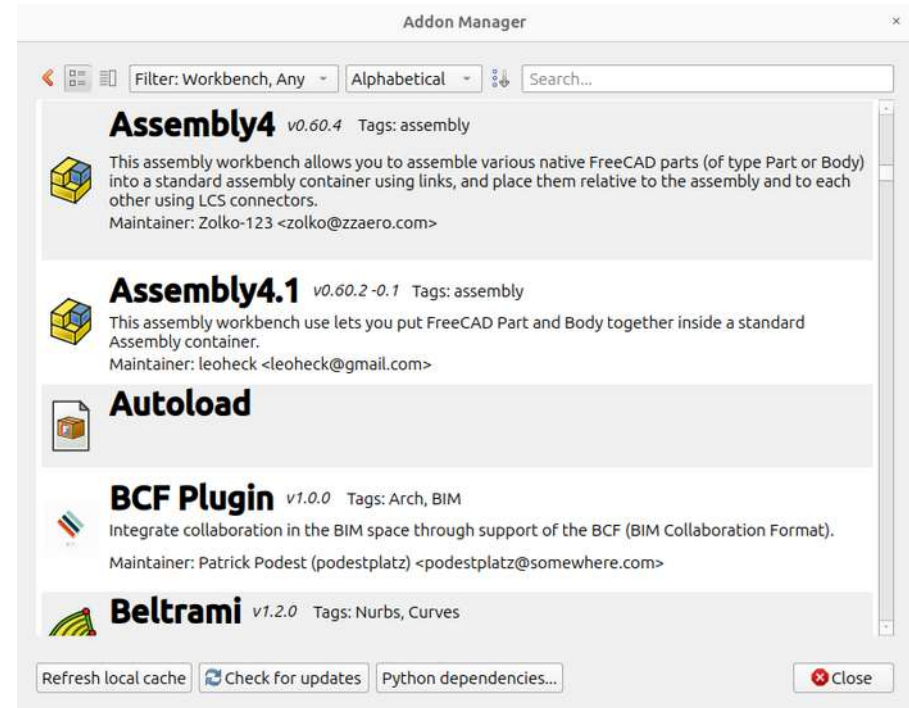 Addon Manager
Filter: Workbench, Any Alphabetical Search...
Assembly4 v0.60.4 Tags: assembly
This assembly workbench allows you to assemble various native FreeCAD parts (of type Part or Body)
into a standard assembly container using links, and place them relative to the assembly and to each
other using LCS connectors.
Maintainer: Zolko-123 <zolko@zzaero.com>
Assembly4.1 v0.60.2 -0.1 Tags: assembly
This assembly workbench use lets you put FreeCAD Part and Body together inside a standard
Assembly container.
Maintainer: leoheck <leoheck@gmail.com>
Autoload
BCF Plugin v1.0.0 Tags: Arch, BIM
Integrate collaboration in the BIM space through support of the BCF (BIM Collaboration Format).
Maintainer: Patrick Podest (podestplatz) <podestplatz@somewhere.com>
Beltrami v1.2.0 Tags: Nurbs, Curves
Refresh local cache Check for updates Python dependencies... Close